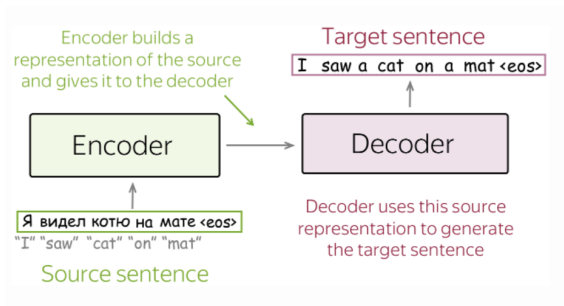 Encoder builds a
representation of the source
and gives it to the decoder
Target sentence
I saw a cat on a mat <eos>
Encoder
Decoder
Я видел котю на мате <eos>
"I" "saw" "cat" "on" "mat"
Source sentence
Decoder uses this source
representation to generate
the target sentence